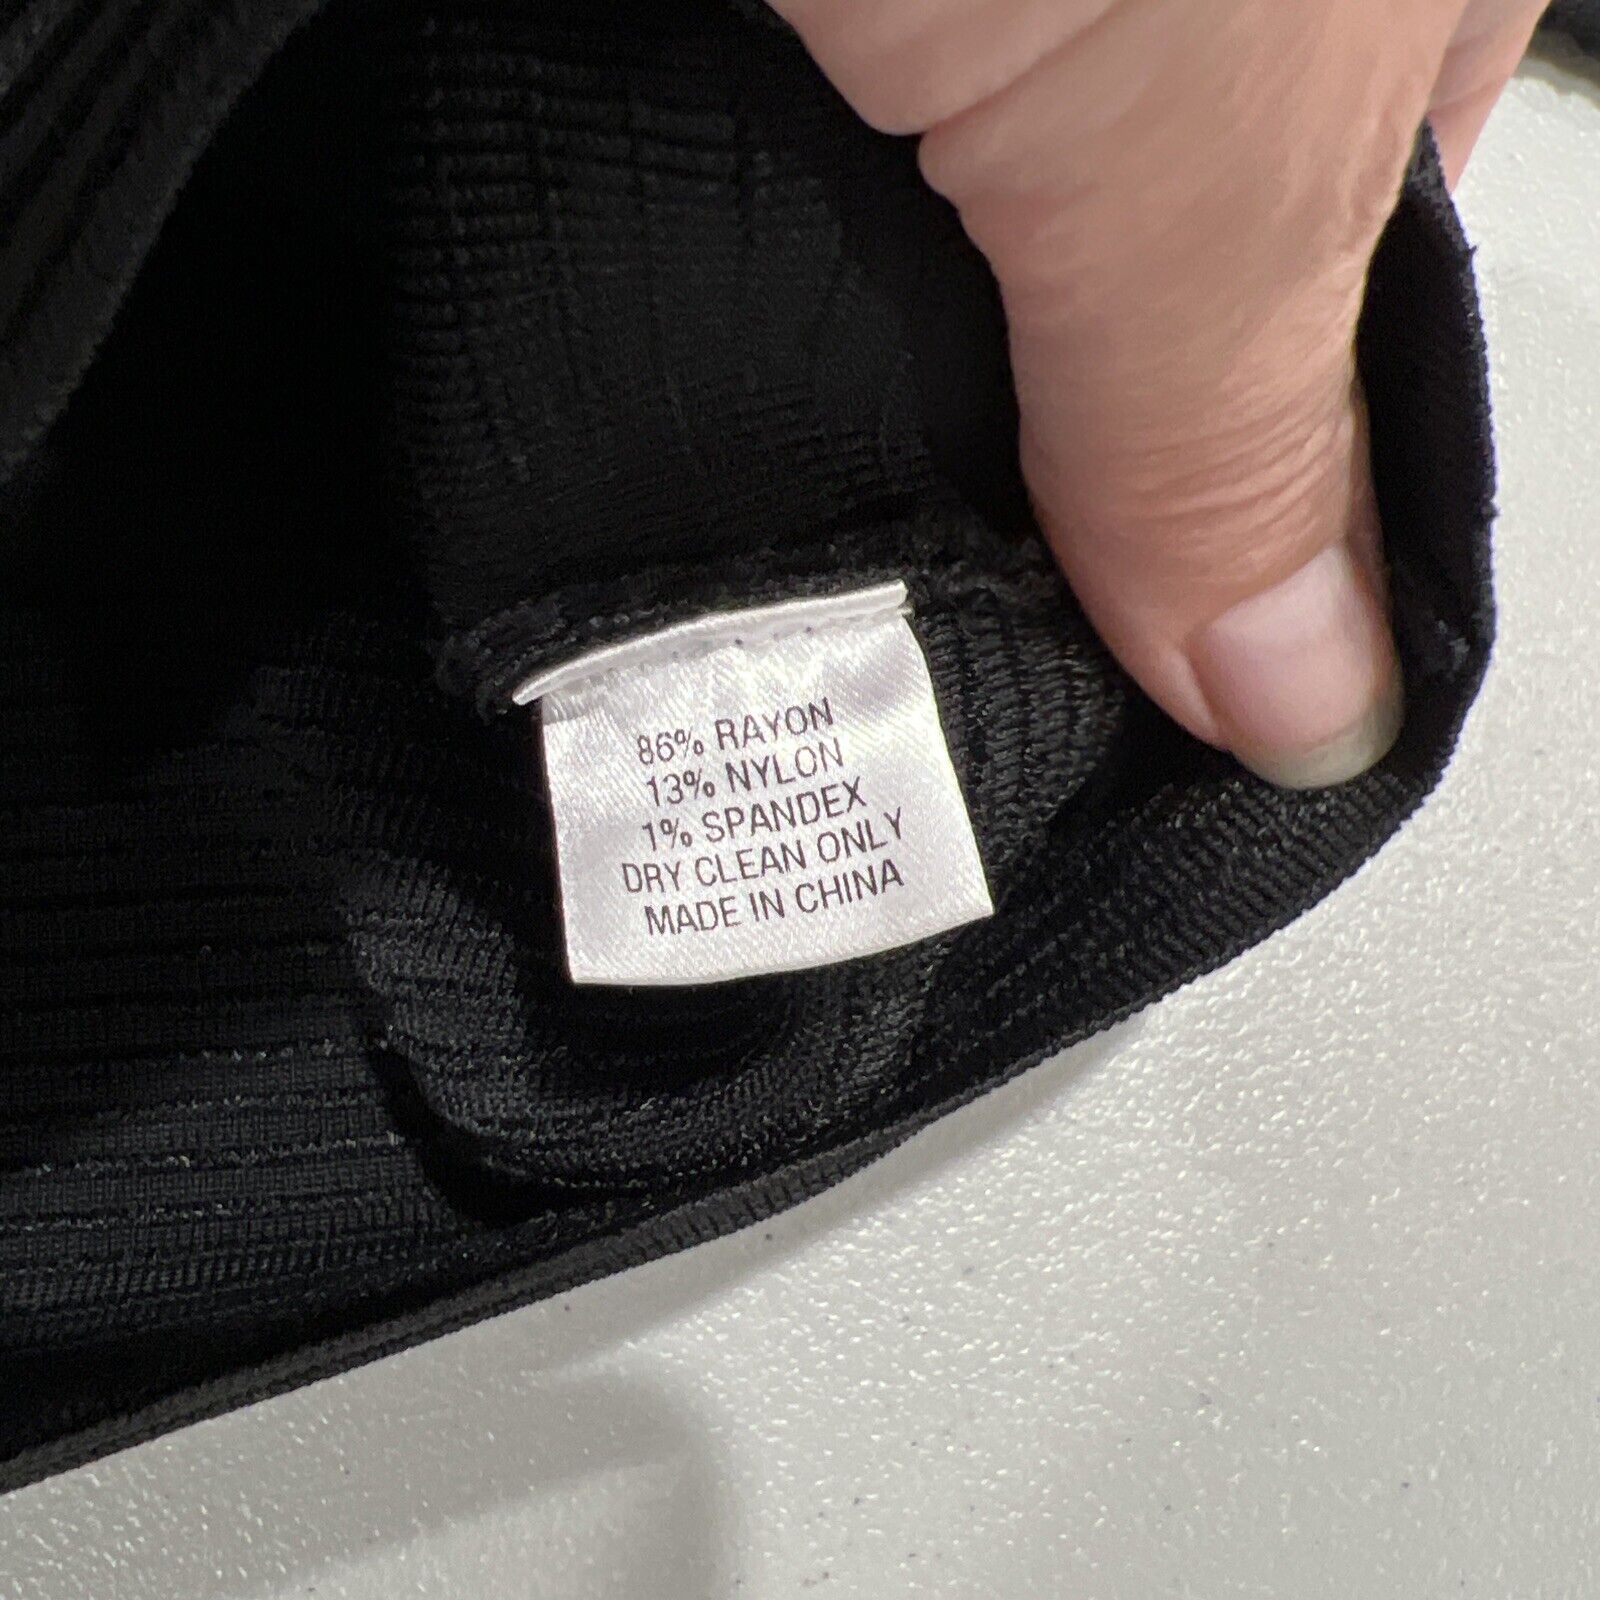 86% RAYON
13% NYLON
1% SPANDEX
DRY CLEAN ONLY
MADE IN CHINA